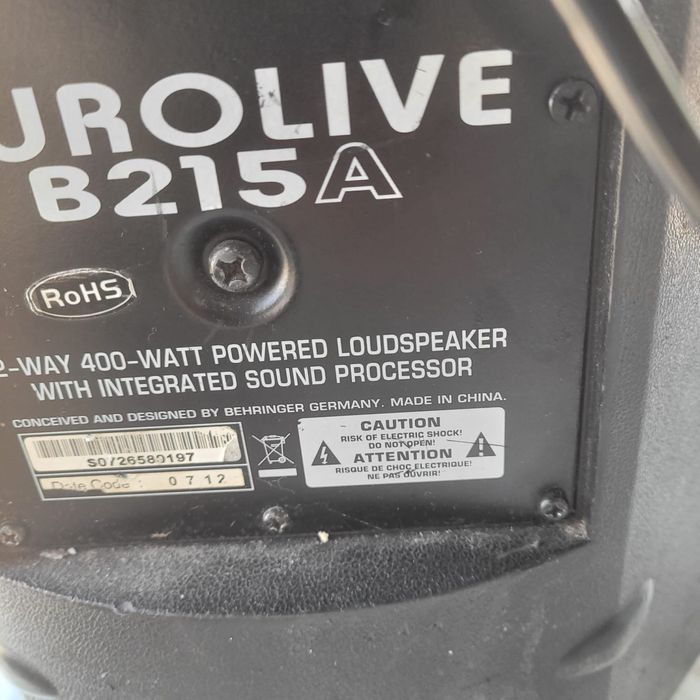 UROLIVE
B215A
RoHS
2-WAY 400-WATT POWERED LOUDSPEAKER
WITH INTEGRATED SOUND PROCESSOR
CONCEIVED AND DESIGNED BY BEHRINGER GERMANY. MADE IN CHINA.
CAUTION
RISK OF ELECTRIC SHOCK!
DO NOT OPEN!
ATTENTION
RISQUE DE CHOC ELECTRIQUE!
NE PAS OUVRIR!
S0726580197
Date Code : 0712